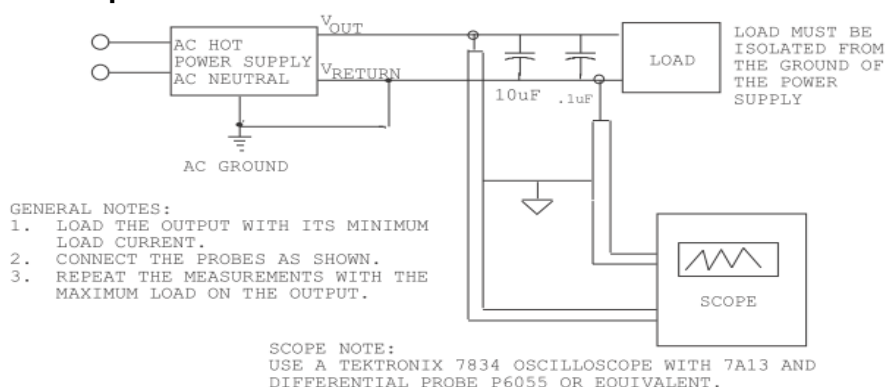 V OUT
AC HOT
POWER SUPPLY
AC NEUTRAL
V RETURN
LOAD
LOAD MUST BE
ISOLATED FROM
THE GROUND OF
THE POWER
SUPPLY
10uF
.1uF
AC GROUND
GENERAL NOTES:
1. LOAD THE OUTPUT WITH ITS MINIMUM
LOAD CURRENT.
2. CONNECT THE PROBES AS SHOWN.
3. REPEAT THE MEASUREMENTS WITH THE
MAXIMUM LOAD ON THE OUTPUT.
SCOPE
SCOPE NOTE:
USE A TEKTRONIX 7834 OSCILLOSCOPE WITH 7A13 AND
DIFFERENTIAL PROBE P6055 OR EQUIVALENT.